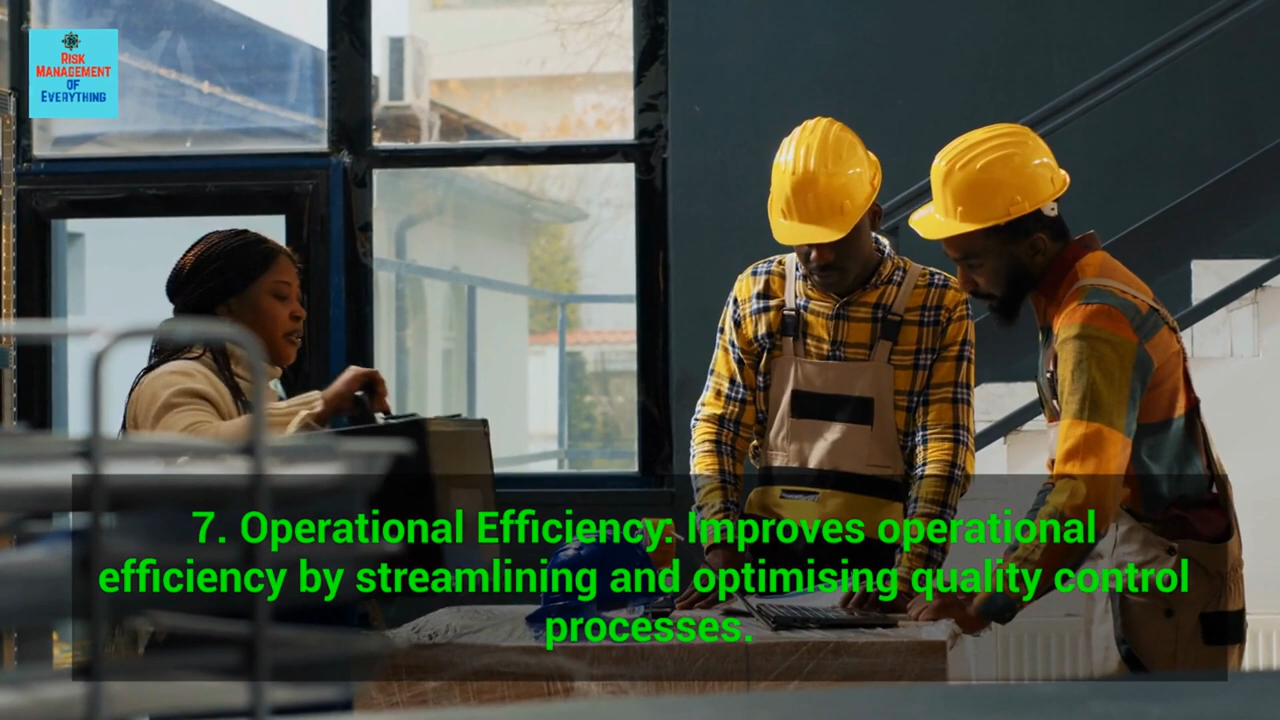 Risk
Management
of
Everything
7. Operational Efficiency: Improves operational
efficiency by streamlining and optimising quality control
processes.